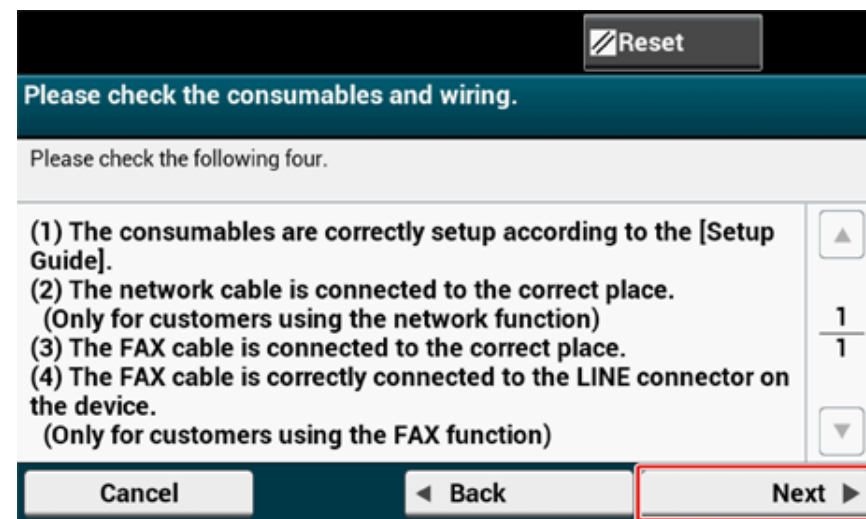 Reset
Please check the consumables and wiring.
Please check the following four.
(1) The consumables are correctly setup according to the [Setup
Guide].
(2) The network cable is connected to the correct place.
(Only for customers using the network function)
(3) The FAX cable is connected to the correct place.
(4) The FAX cable is correctly connected to the LINE connector on
the device.
(Only for customers using the FAX function)
1
1
Cancel
Back
Next